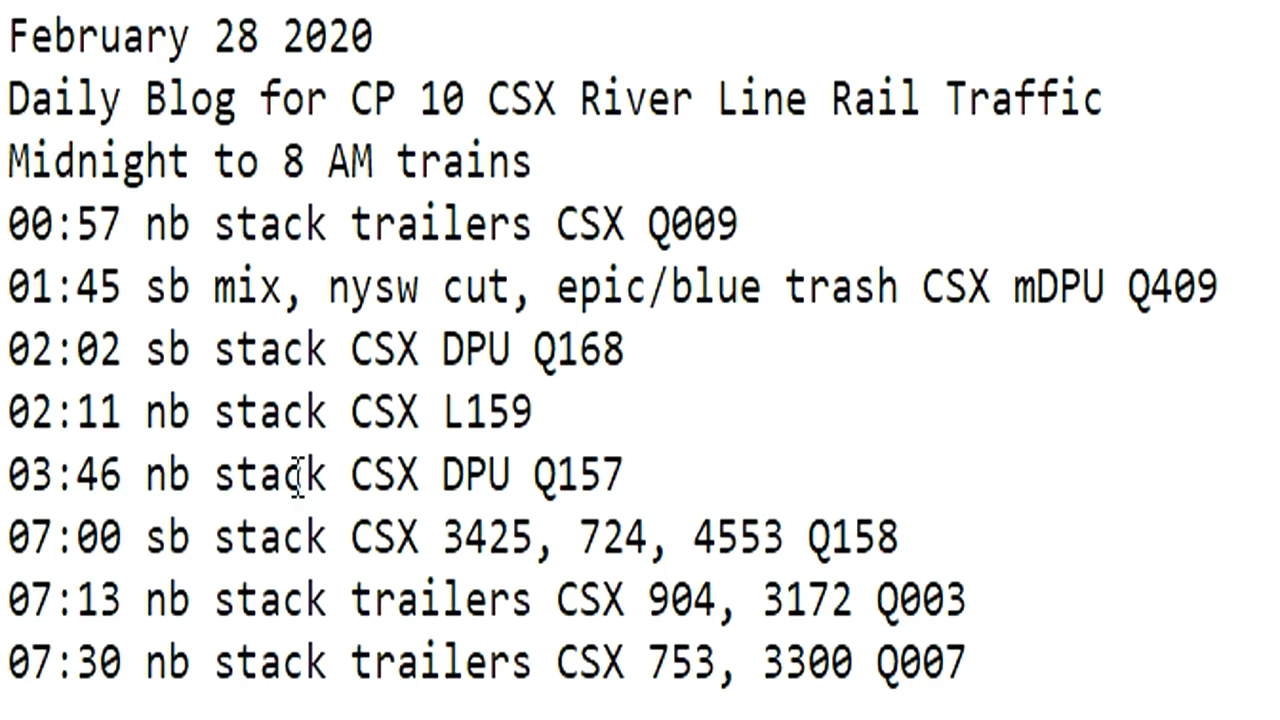 February 28 2020
Daily Blog for CP 10 CSX River Line Rail Traffic
Midnight to 8 AM trains
00:57 nb stack trailers CSX Q009
01:45 sb mix, nysw cut, epic/blue trash CSX mDPU Q409
02:02 sb stack CSX DPU Q168
02:11 nb stack CSX L159
03:46 nb stack CSX DPU Q157
07:00 sb stack CSX 3425, 724, 4553 Q158
07:13 nb stack trailers CSX 904, 3172 Q003
07:30 nb stack trailers CSX 753, 3300 Q007